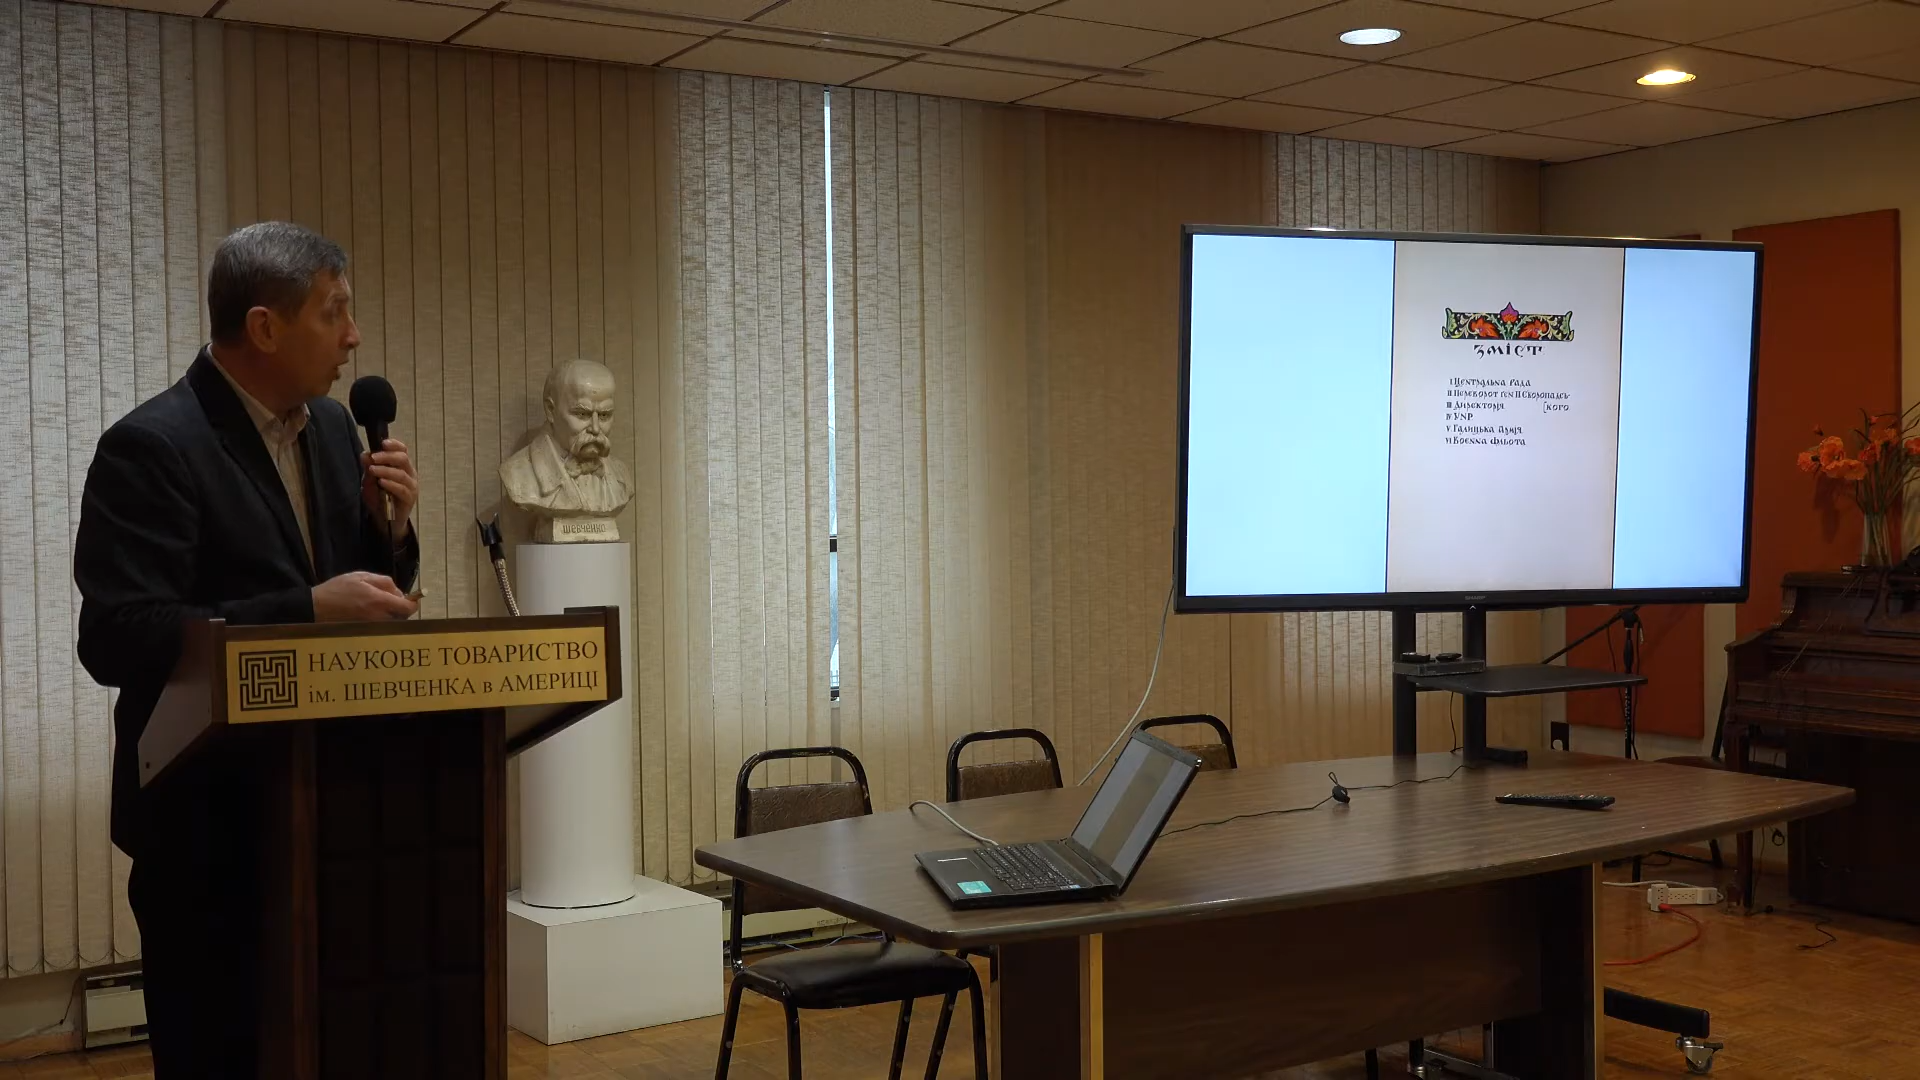 НАУКОВЕ ТОВАРИСТВО
ім. ШЕВЧЕНКА в АМЕРИЦІ
ШЕВЧЕНКО
ЗМІСТ
I Центральна Рада
II Переворот ген П Скоропадсь-
III Директорія [кого
IV УНР
V Галицька Армія
VI Воєнна Фльота
SHARP